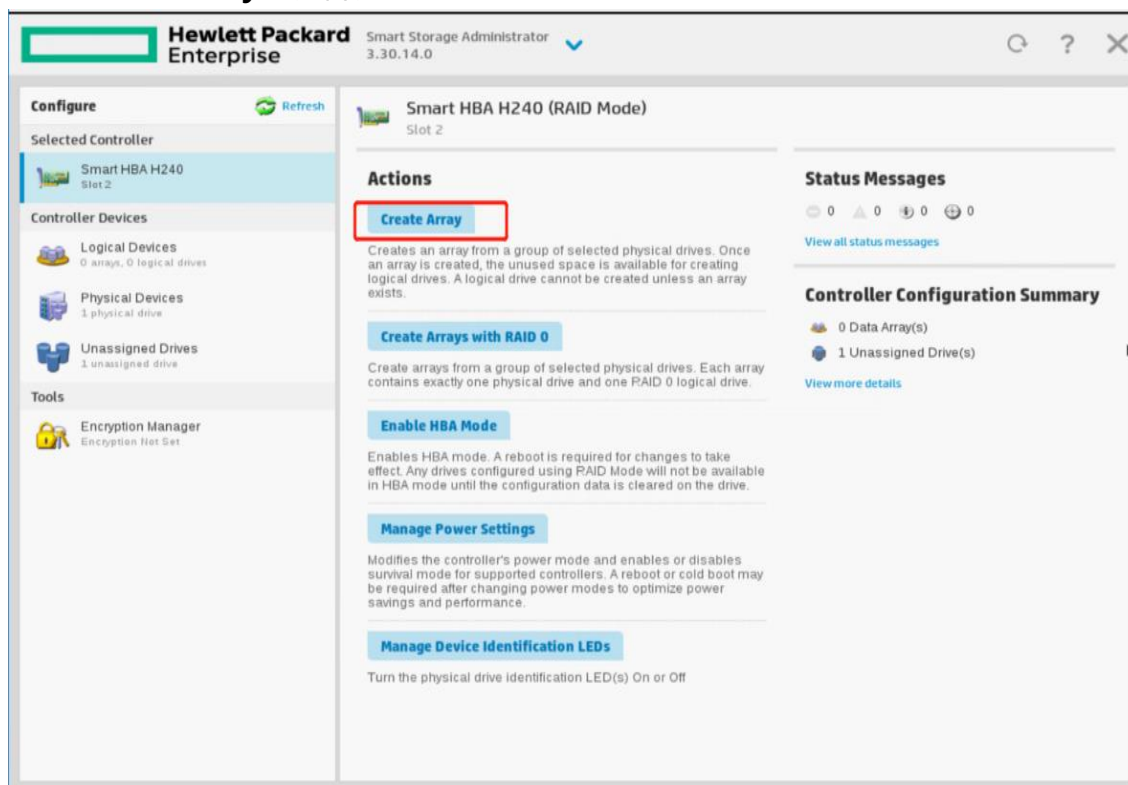 Hewlett Packard
Enterprise
Smart Storage Administrator
3.30.14.0
?
Configure
Refresh
Selected Controller
Smart HBA H240
Slot 2
Controller Devices
Logical Devices
0 arrays, 0 logical drives
Physical Devices
1 physical drive
Unassigned Drives
1 unassigned drive
Tools
Encryption Manager
Encryption Not Set
Smart HBA H240 (RAID Mode)
Slot 2
Actions
Create Array
Creates an array from a group of selected physical drives. Once
an array is created, the unused space is available for creating
logical drives. A logical drive cannot be created unless an array
exists.
Create Arrays with RAID 0
Create arrays from a group of selected physical drives. Each array
contains exactly one physical drive and one RAID 0 logical drive.
Enable HBA Mode
Enables HBA mode. A reboot is required for changes to take
effect. Any drives configured using RAID Mode will not be available
in HBA mode until the configuration data is cleared on the drive.
Manage Power Settings
Modifies the controller's power mode and enables or disables
survival mode for supported controllers. A reboot or cold boot may
be required after changing power modes to optimize power
savings and performance.
Manage Device Identification LEDs
Turn the physical drive identification LED(s) On or Off
Status Messages
0 0 0 0
View all status messages
Controller Configuration Summary
0 Data Array(s)
1 Unassigned Drive(s)
View more details